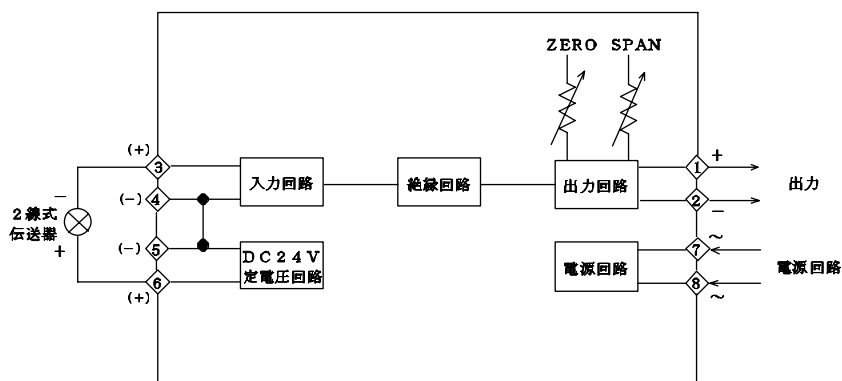 ZERO SPAN
(+)
3
入力回路
絶縁回路
出力回路
1
+
出力
(-)
4
2
-
-
2線式
伝送器
+
(-)
5
DC24V
定電圧回路
6
(+)
電源回路
7
~
8
~
電源回路